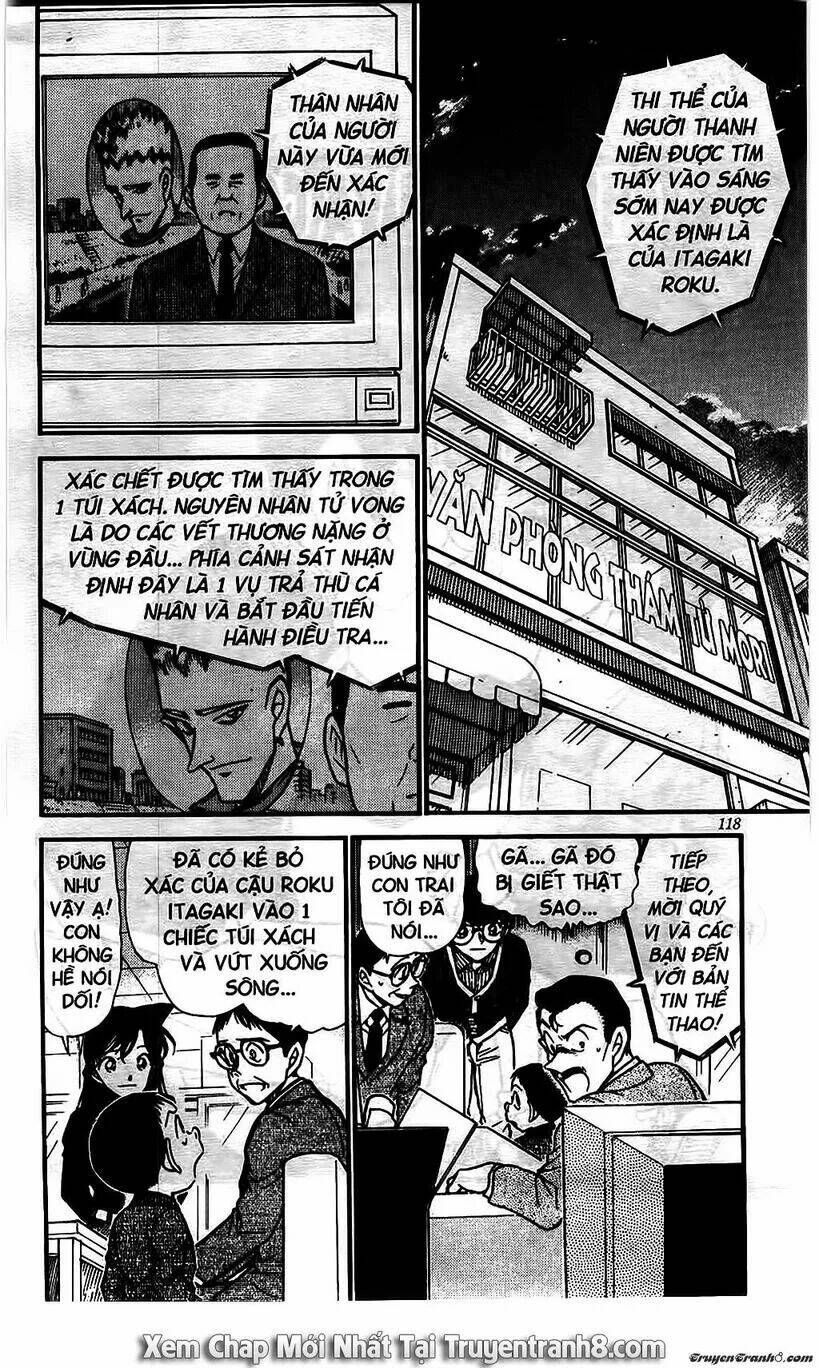 THI THỂ CỦA
NGƯỜI THANH
NIÊN ĐƯỢC TÌM
THẤY VÀO SÁNG
SỚM NAY ĐƯỢC
XÁC ĐỊNH LÀ
CỦA ITAGAKI
ROKU.
VĂN PHÒNG THÁM TỬ MORI
THÂN NHÂN
CỦA NGƯỜI
NÀY VỪA MỚI
ĐẾN XÁC
NHẬN!
XÁC CHẾT ĐƯỢC TÌM THẤY TRONG
1 TÚI XÁCH. NGUYÊN NHÂN TỬ VONG
LÀ DO CÁC VẾT THƯƠNG NẶNG Ở
VÙNG ĐẦU... PHÍA CẢNH SÁT NHẬN
ĐỊNH ĐÂY LÀ 1 VỤ TRẢ THÙ CÁ
NHÂN VÀ BẮT ĐẦU TIẾN
HÀNH ĐIỀU TRA...
118
TIẾP
THEO,
MỜI QUÝ
VỊ VÀ CÁC
BẠN ĐẾN
VỚI BẢN
TIN THỂ
THAO!
GÃ... GÃ ĐÓ
BỊ GIẾT THẬT
SAO...
ĐÚNG NHƯ
CON TRAI
TÔI ĐÃ
NÓI...
ĐÃ CÓ KẺ BỎ
XÁC CỦA CẬU ROKU
ITAGAKI VÀO 1
CHIẾC TÚI XÁCH
VÀ VỨT XUỐNG
SÔNG...
ĐÚNG
NHƯ
VẬY Ạ!
CON
KHÔNG
HỀ NÓI
DỐI!
Xem Chap Mới Nhất Tại Truyentranh8.com
TruyenTranh8.com